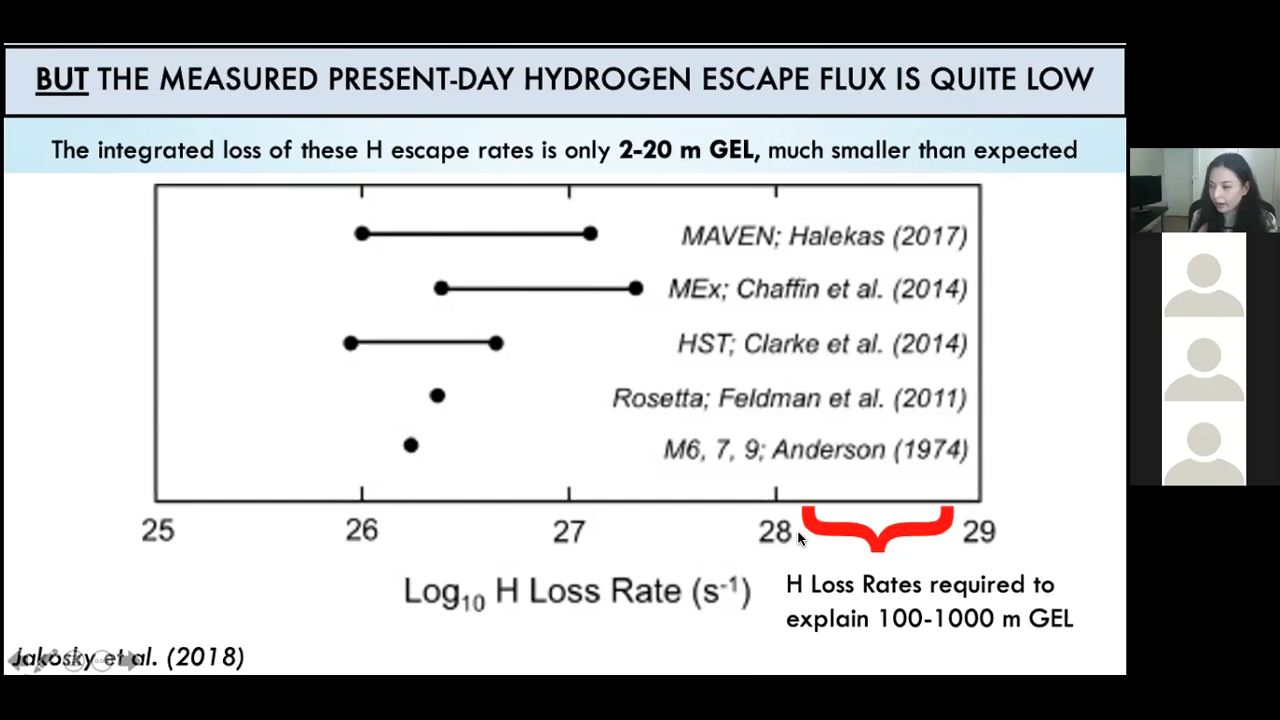 BUT THE MEASURED PRESENT-DAY HYDROGEN ESCAPE FLUX IS QUITE LOW
The integrated loss of these H escape rates is only 2-20 m GEL, much smaller than expected
MAVEN; Halekas (2017)
MEx; Chaffin et al. (2014)
HST; Clarke et al. (2014)
Rosetta; Feldman et al. (2011)
M6, 7, 9; Anderson (1974)
25 26 27 28 29
Log10 H Loss Rate (s-1)
H Loss Rates required to
explain 100-1000 m GEL
Jakosky et al. (2018)